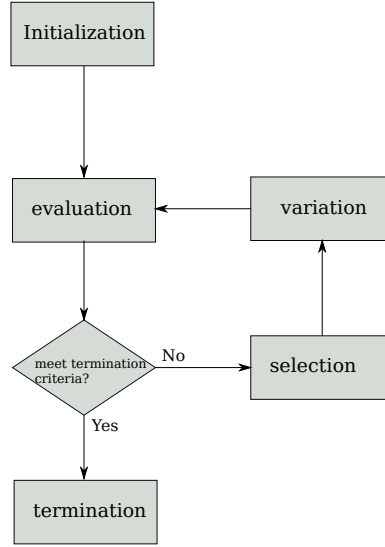 Initialization
evaluation
variation
meet termination
criteria?
No
selection
Yes
termination